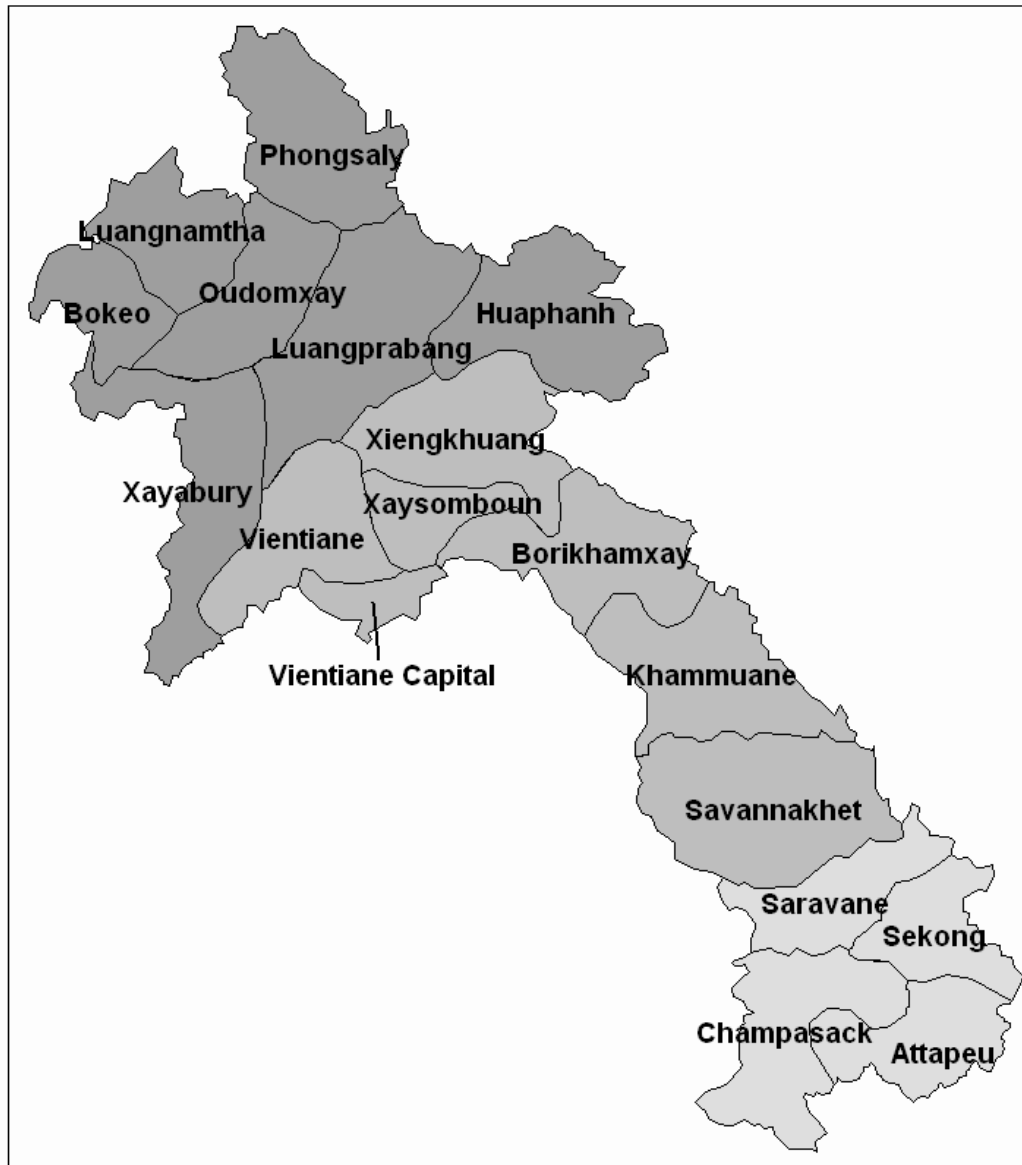 Phongsaly
Luangnamtha
Oudomxay
Bokeo
Huaphanh
Luangprabang
Xiengkhuang
Xayabury
Xaysomboun
Vientiane
Borikhamxay
Vientiane Capital
Khammuane
Savannakhet
Saravane
Sekong
Champasack
Attapeu